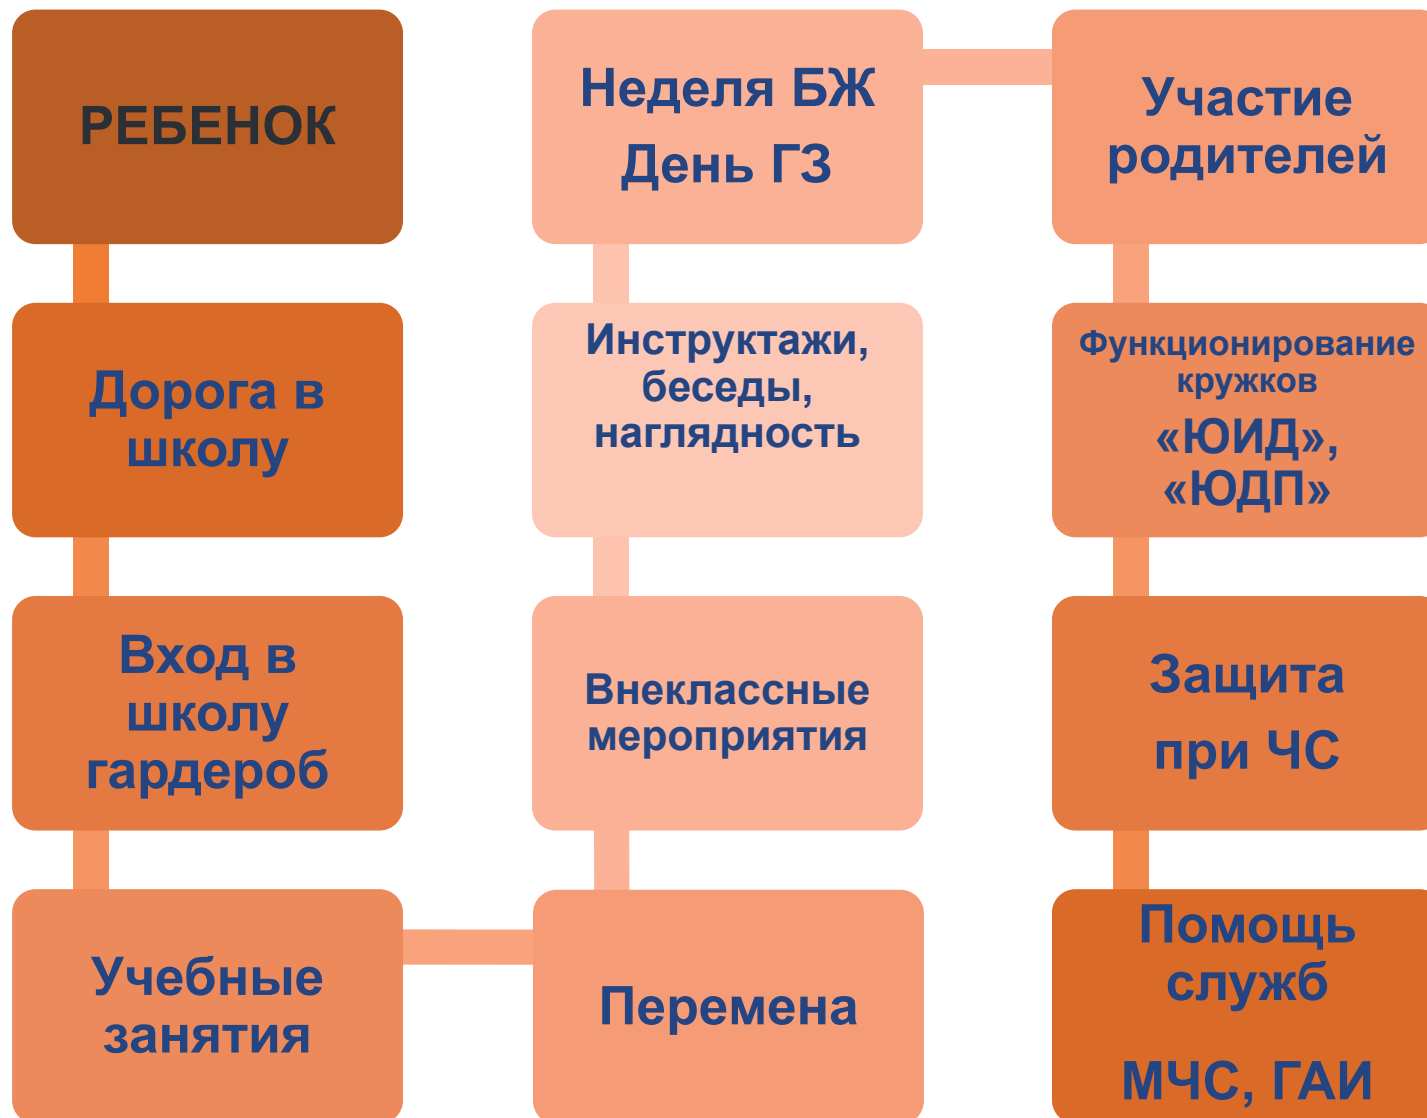 РЕБЕНОК
Дорога в
школу
Вход в
школу
гардероб
Учебные
занятия
Перемена
Внеклассные
мероприятия
Инструктажи,
беседы,
наглядность
Неделя БЖ
День ГЗ
Участие
родителей
Функционирование
кружков
«ЮИД»,
«ЮДП»
Защита
при ЧС
Помощь
служб
МЧС, ГАИ